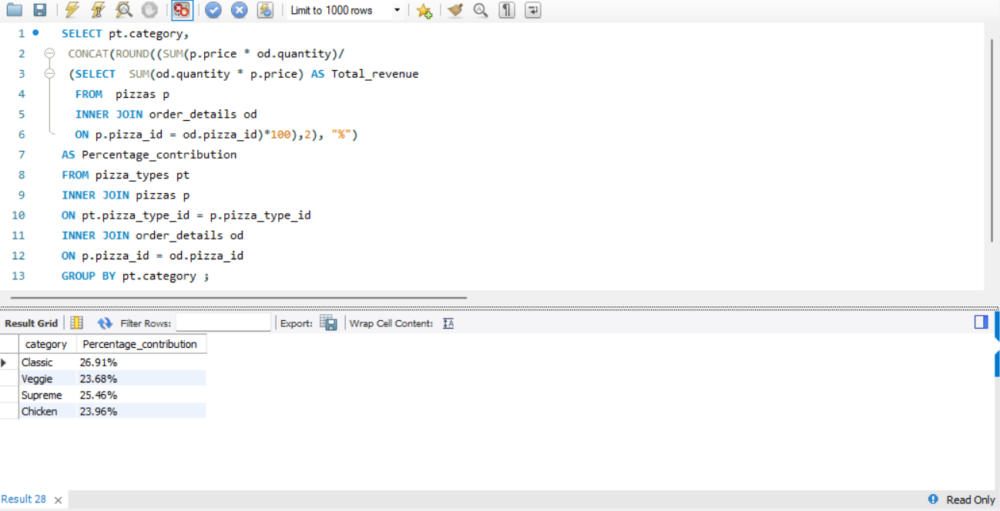 Limit to 1000 rows
1 SELECT pt.category,
2 CONCAT(ROUND((SUM(p.price * od.quantity)/
3 (SELECT  SUM(od.quantity * p.price) AS Total_revenue
4 FROM  pizzas p
5 INNER JOIN order_details od
6 ON p.pizza_id = od.pizza_id)*100),2), "%")
7 AS Percentage_contribution
8 FROM pizza_types pt
9 INNER JOIN pizzas p
10 ON pt.pizza_type_id = p.pizza_type_id
11 INNER JOIN order_details od
12 ON p.pizza_id = od.pizza_id
13 GROUP BY pt.category ;
Result Grid Filter Rows: Export: Wrap Cell Content: IA
category Percentage_contribution
Classic 26.91%
Veggie 23.68%
Supreme 25.46%
Chicken 23.96%
Result 28 Read Only